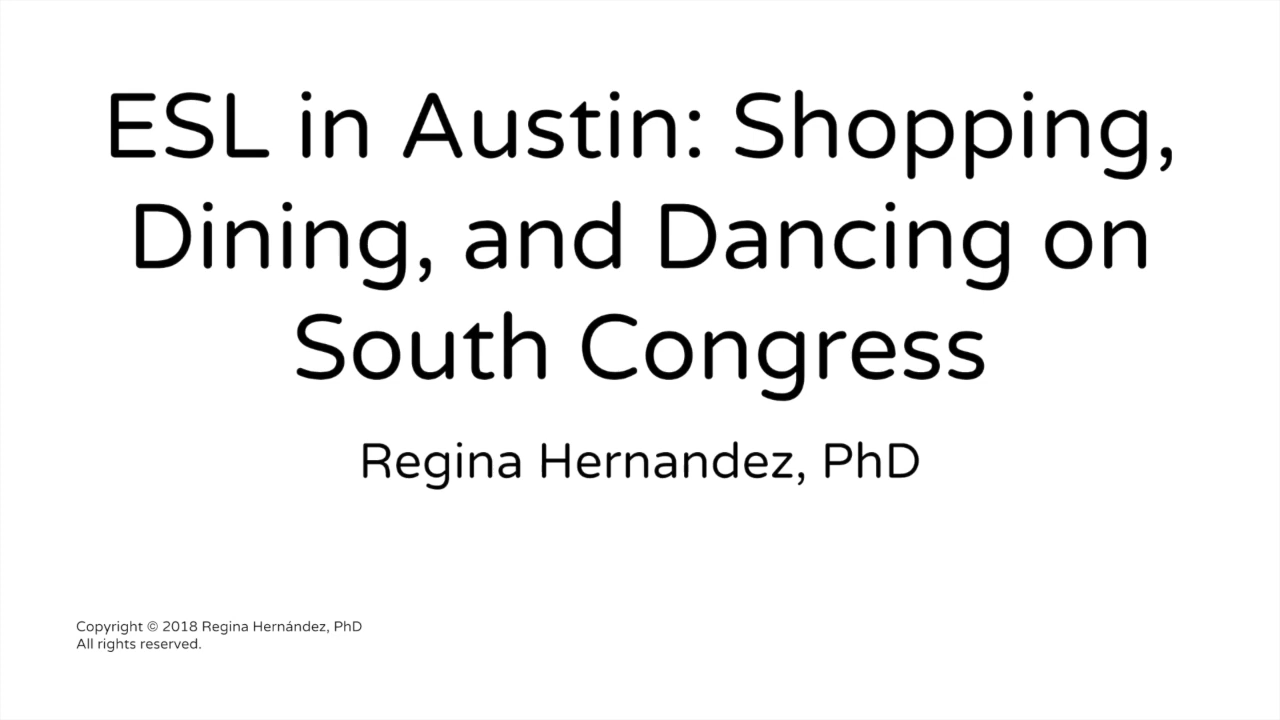 ESL in Austin: Shopping,
Dining, and Dancing on
South Congress
Regina Hernandez, PhD
Copyright © 2018 Regina Hernández, PhD
All rights reserved.